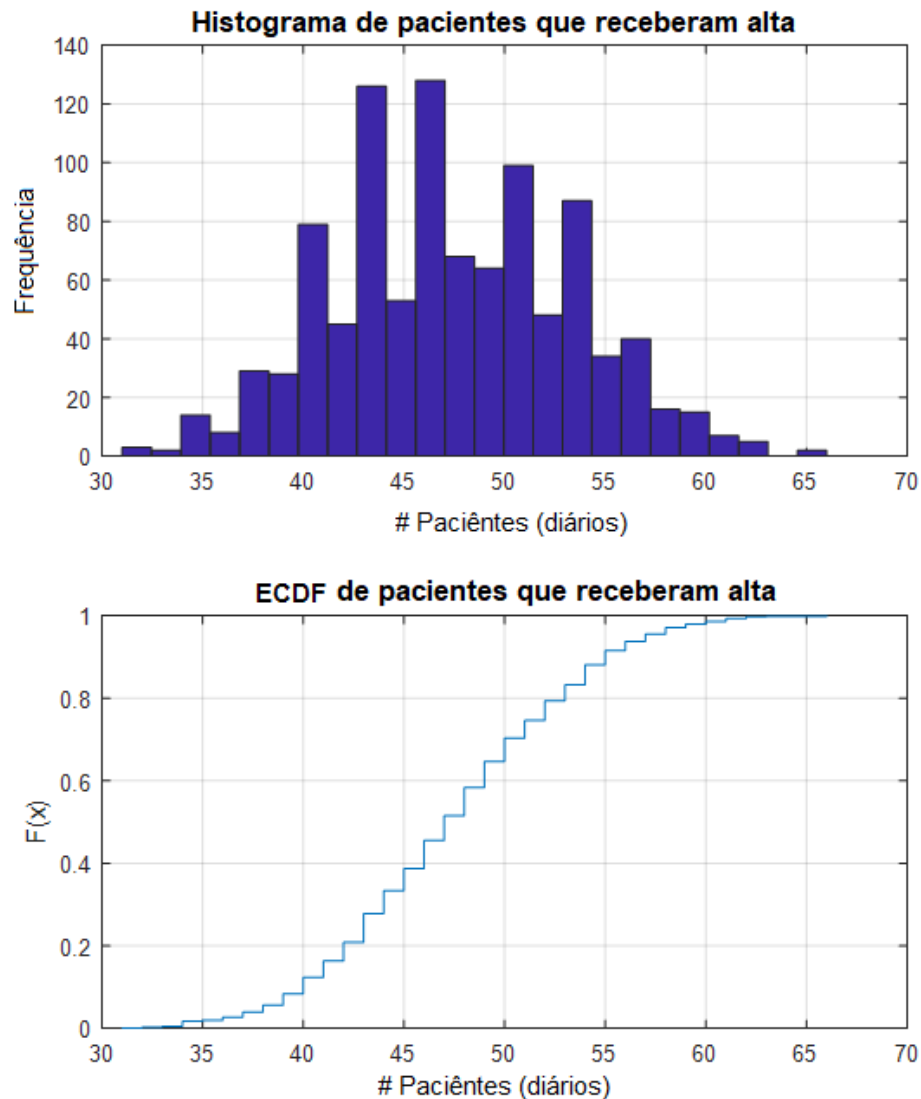 Histograma de pacientes que receberam alta
140
120
100
80
60
40
20
0
Frequência
30 35 40 45 50 55 60 65 70
# Paciêntes (diários)
ECDF de pacientes que receberam alta
1
0.8
0.6
0.4
0.2
0
F(x)
30 35 40 45 50 55 60 65 70
# Paciêntes (diários)